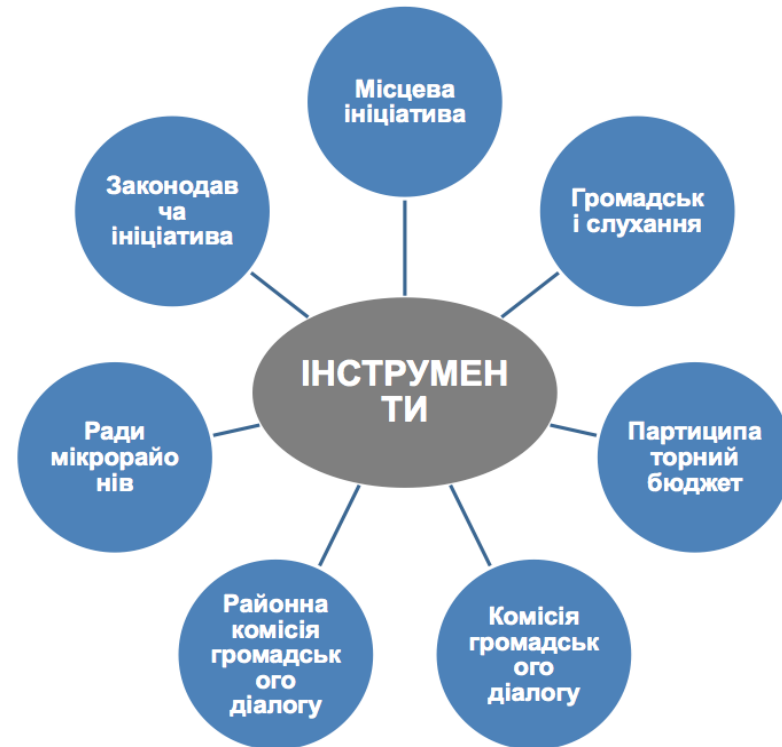 Місцева
ініціатива
Законодав
ча
ініціатива
Громадськ
і слухання
ІНСТРУМЕН
ТИ
Ради
мікрорайо
нів
Партиципа
торний
бюджет
Районна
комісія
громадськ
ого
діалогу
Комісія
громадськ
ого
діалогу